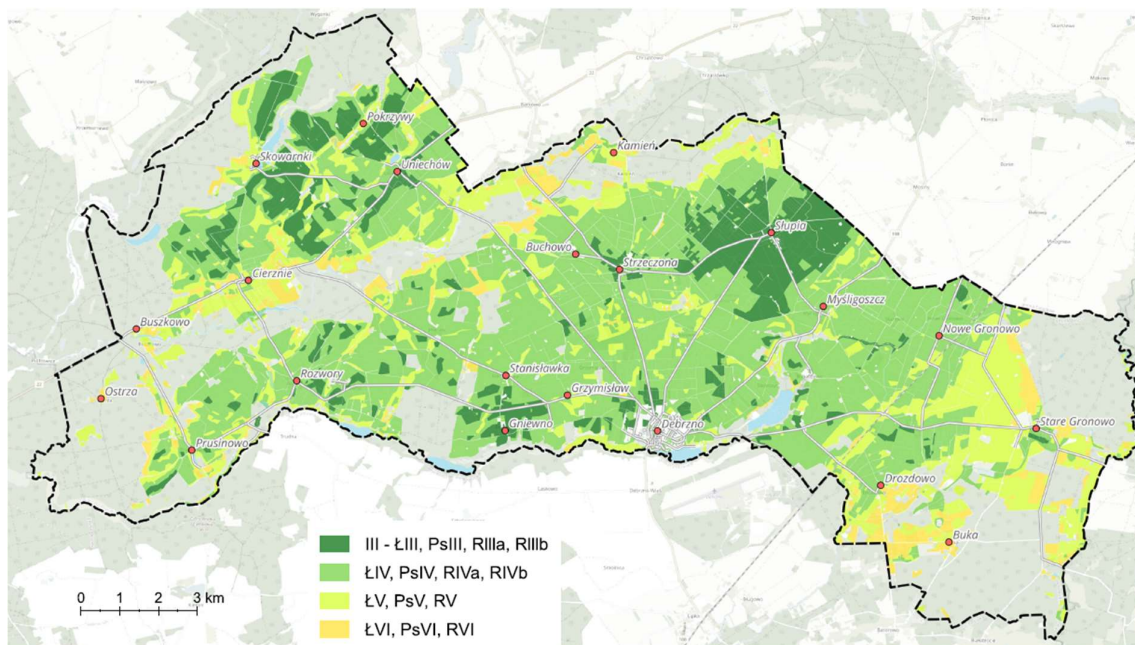 Pokrzywy
Kamień
Skowarnki
Uniechów
Słupia
Buchowo
Strzeczona
Cierznie
Myśligoszcz
Buszkowo
Nowe Gronowo
Stanisławka
Rozwory
Ostrza
Grzymisław
Gniewno
Debrzno
Stare Gronowo
Prusinowo
Drozdowo
Buka
III - ŁIII, PsIII, RIIIa, RIIIb
ŁIV, PsIV, RIVa, RIVb
ŁV, PsV, RV
ŁVI, PsVI, RVI
0 1 2 3 km